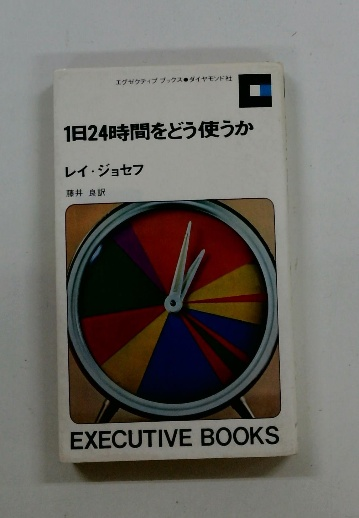 エグゼクティブ ブックス●ダイヤモンド社
1日24時間をどう使うか
レイ・ジョセフ
藤井 良訳
EXECUTIVE BOOKS